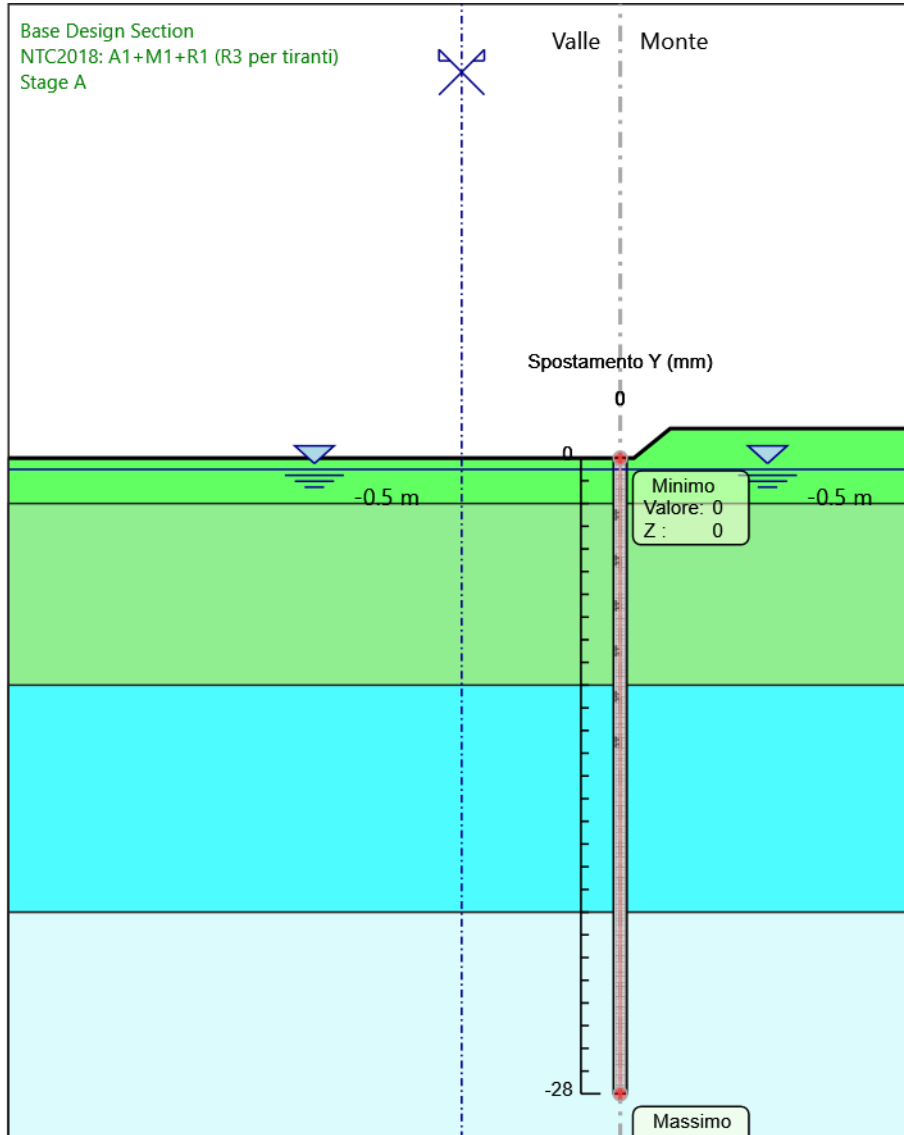 Base Design Section
NTC2018: A1+M1+R1 (R3 per tiranti)
Stage A
Valle
Monte
Spostamento Y (mm)
0
0
-0.5 m
-0.5 m
Minimo
Valore: 0
Z : 0
-28
Massimo